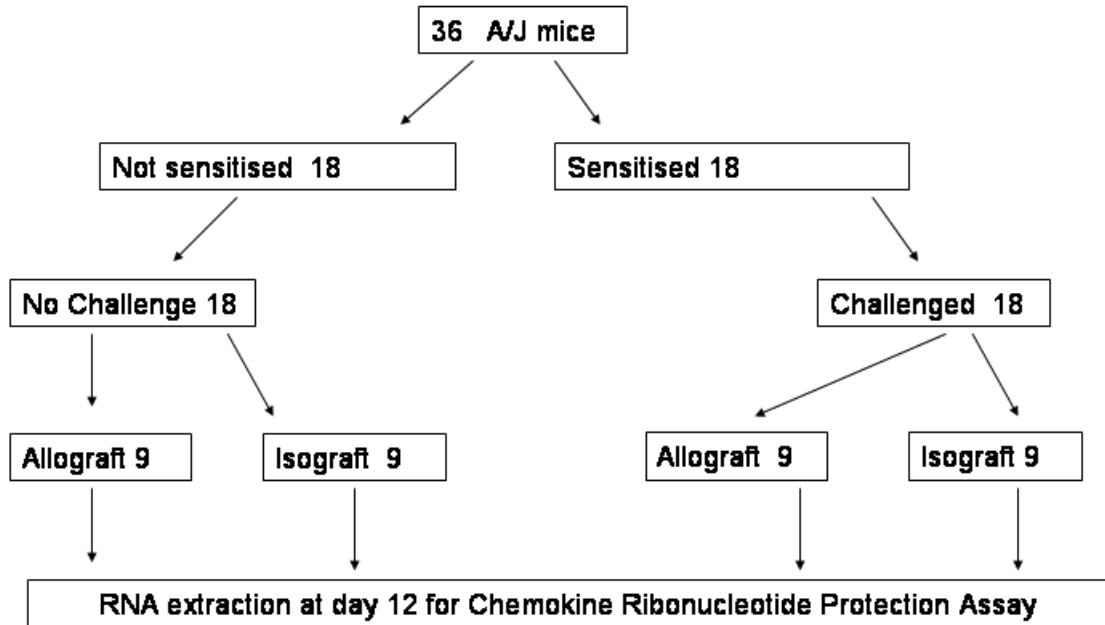 36 A/J mice
Not sensitised 18
Sensitised 18
No Challenge 18
Challenged 18
Allograft 9
Isograft 9
Allograft 9
Isograft 9
RNA extraction at day 12 for Chemokine Ribonucleotide Protection Assay